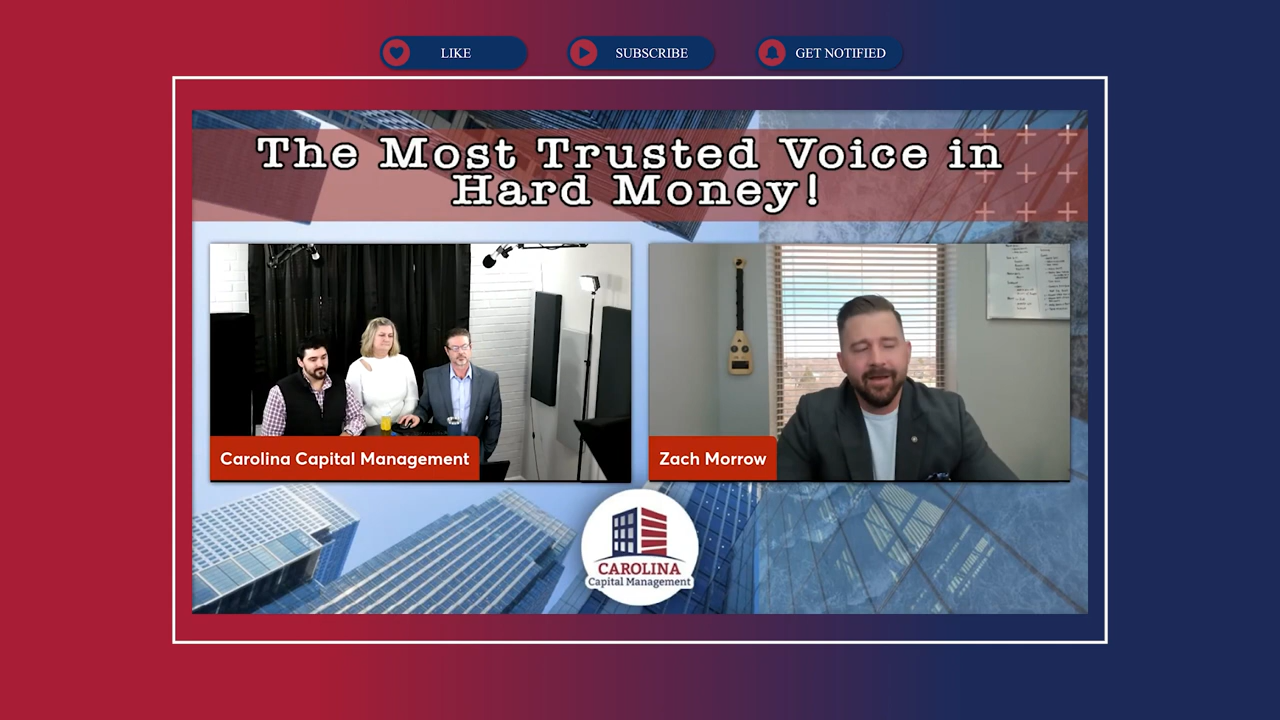 LIKE
SUBSCRIBE
GET NOTIFIED
The Most Trusted Voice in
Hard Money!
Carolina Capital Management
Zach Morrow
CAROLINA
Capital Management